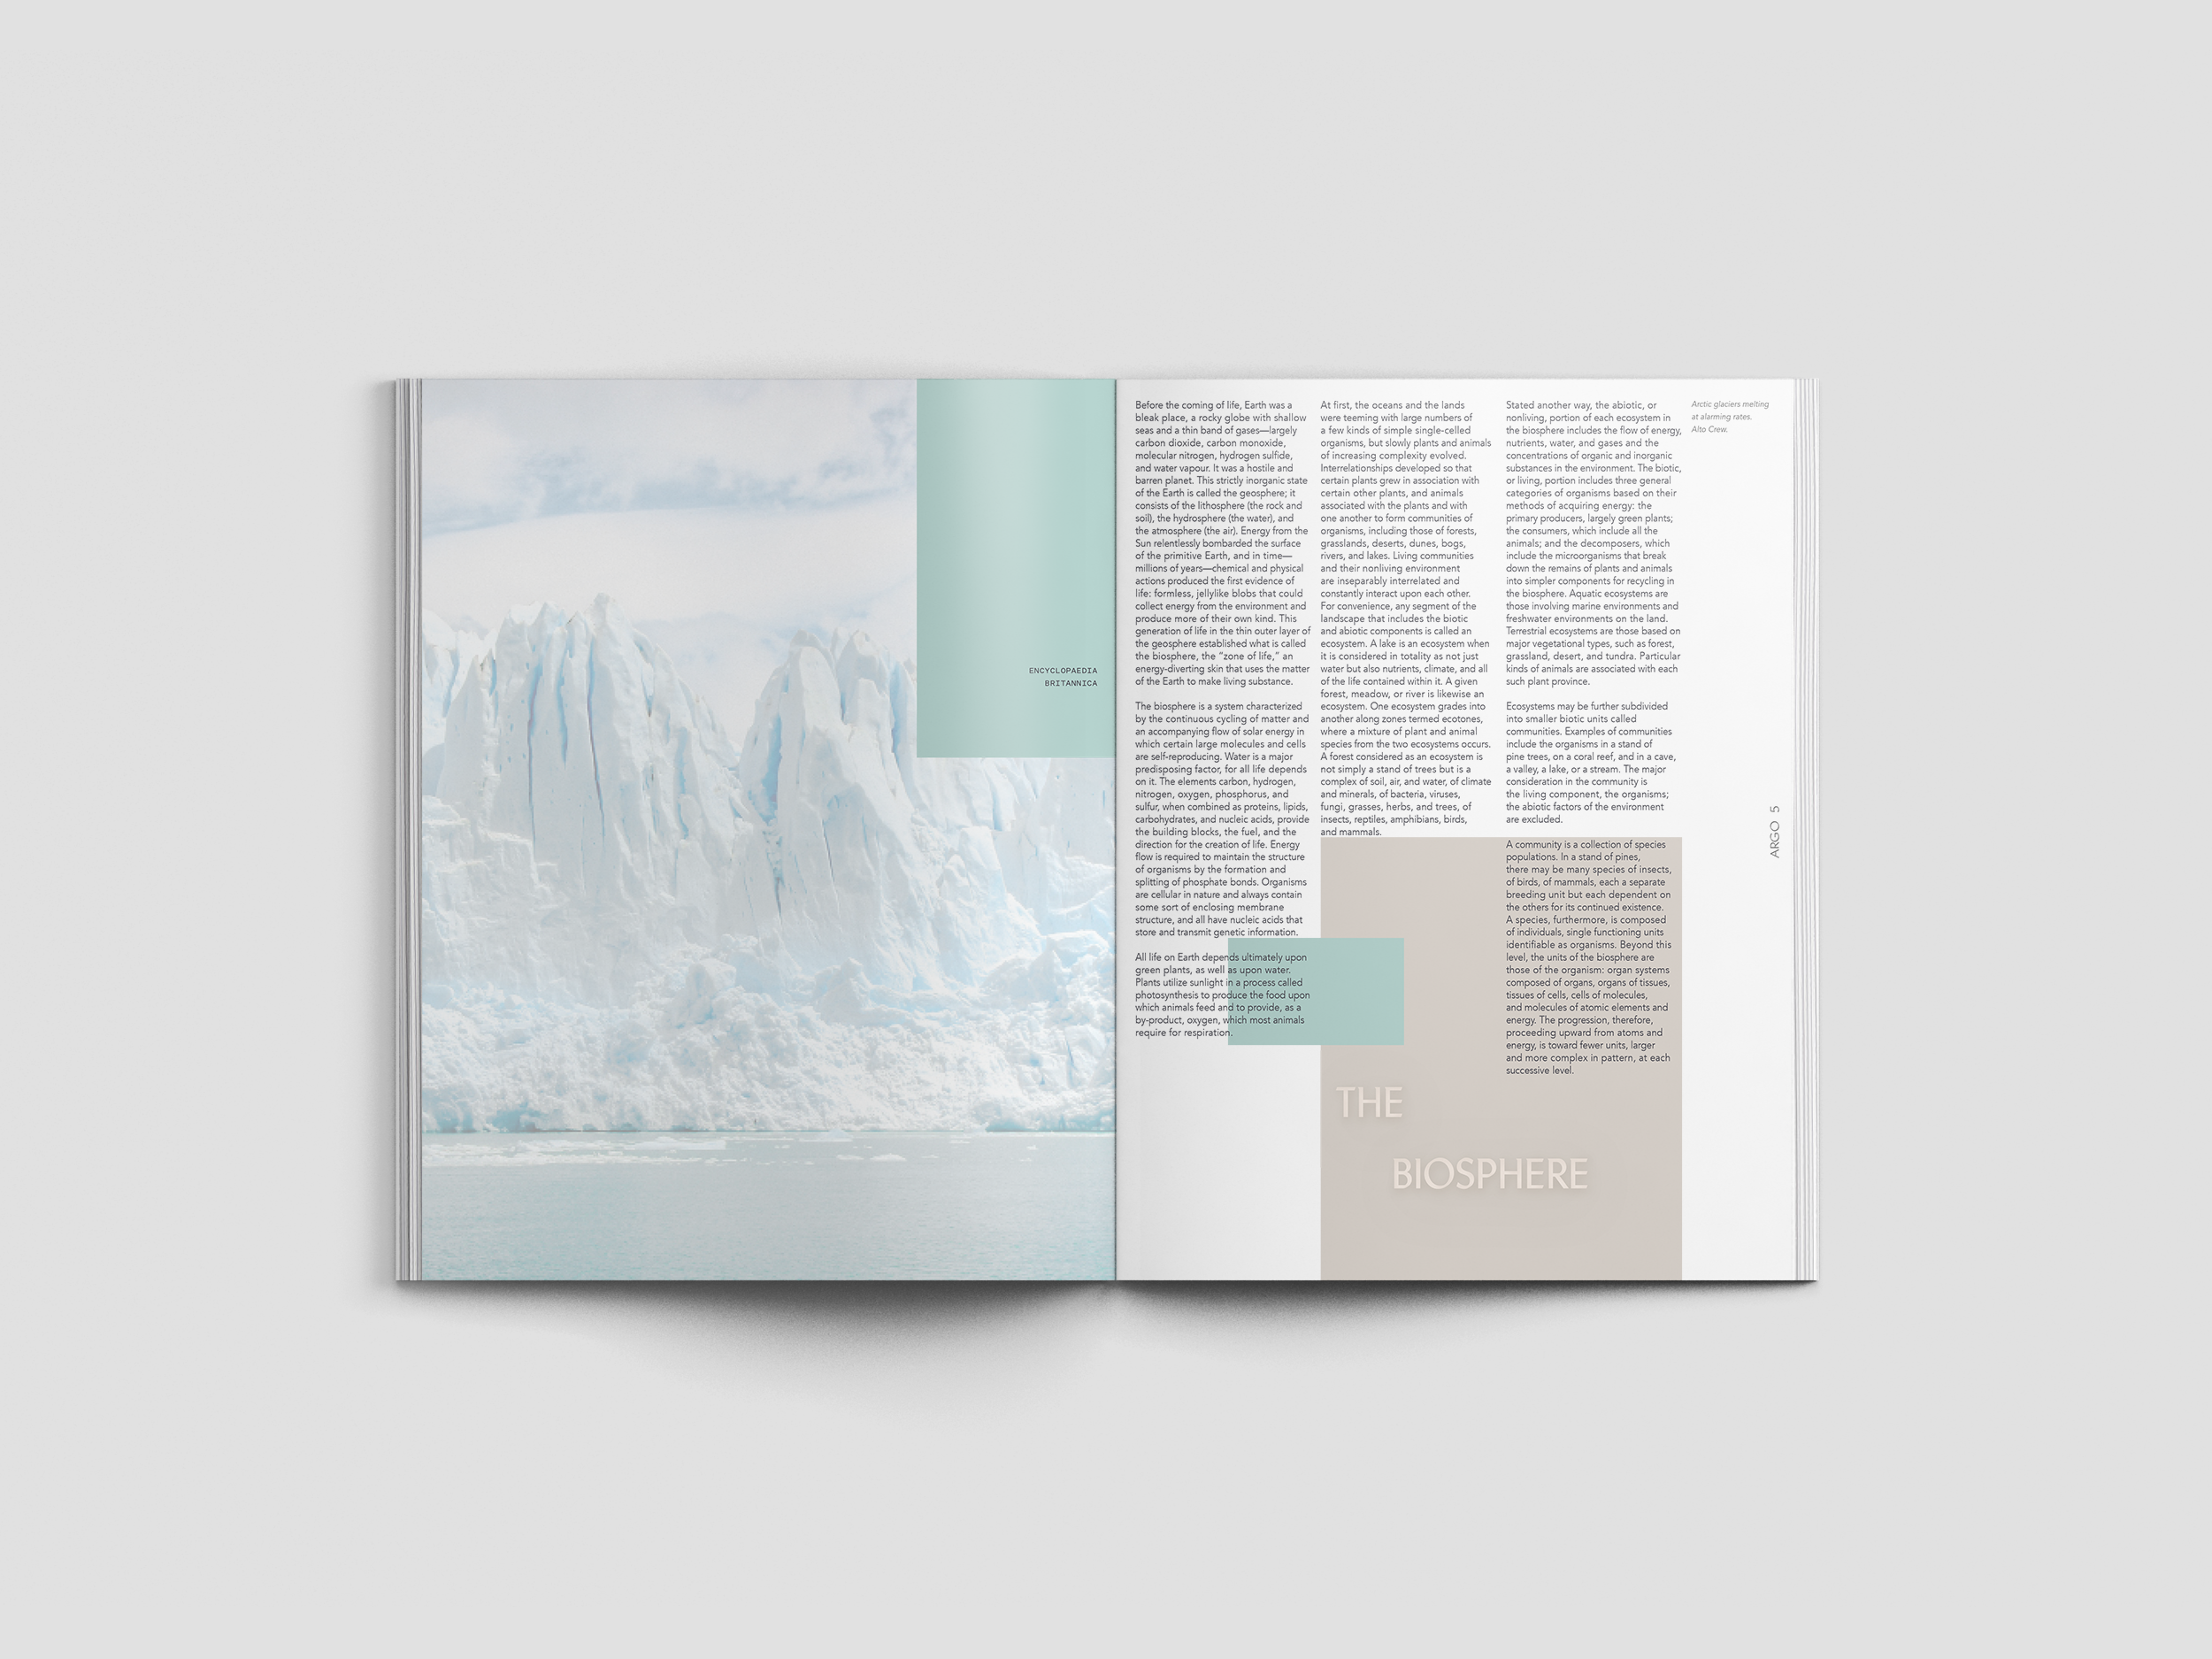 ENCYCLOPAEDIA
BRITANNICA
Before the coming of life, Earth was a
bleak place, a rocky globe with shallow
seas and a thin band of gases—largely
carbon dioxide, carbon monoxide,
molecular nitrogen, hydrogen sulfide,
and water vapour. It was a hostile and
barren planet. This strictly inorganic state
of the Earth is called the geosphere; it
consists of the lithosphere (the rock and
soil), the hydrosphere (the water), and
the atmosphere (the air). Energy from the
Sun relentlessly bombarded the surface
of the primitive Earth, and in time—
millions of years—chemical and physical
actions produced the first evidence of
life: formless, jellylike blobs that could
collect energy from the environment and
produce more of their own kind. This
generation of life in the thin outer layer of
the geosphere established what is called
the biosphere, the “zone of life,” an
energy-diverting skin that uses the matter
of the Earth to make living substance.
The biosphere is a system characterized
by the continuous cycling of matter and
an accompanying flow of solar energy in
which certain large molecules and cells
are self-reproducing. Water is a major
predisposing factor, for all life depends
on it. The elements carbon, hydrogen,
nitrogen, oxygen, phosphorus, and
sulfur, when combined as proteins, lipids,
carbohydrates, and nucleic acids, provide
the building blocks, the fuel, and the
direction for the creation of life. Energy
flow is required to maintain the structure
of organisms by the formation and
splitting of phosphate bonds. Organisms
are cellular in nature and always contain
some sort of enclosing membrane
structure, and all have nucleic acids that
store and transmit genetic information.
All life on Earth depends ultimately upon
green plants, as well as upon water.
Plants utilize sunlight in a process called
photosynthesis to produce the food upon
which animals feed and to provide, as a
by-product, oxygen, which most animals
require for respiration.
At first, the oceans and the lands
were teeming with large numbers of
a few kinds of simple single-celled
organisms, but slowly plants and animals
of increasing complexity evolved.
Interrelationships developed so that
certain plants grew in association with
certain other plants, and animals
associated with the plants and with
one another to form communities of
organisms, including those of forests,
grasslands, deserts, dunes, bogs,
rivers, and lakes. Living communities
and their nonliving environment
are inseparably interrelated and
constantly interact upon each other.
For convenience, any segment of the
landscape that includes the biotic
and abiotic components is called an
ecosystem. A lake is an ecosystem when
it is considered in totality as not just
water but also nutrients, climate, and all
of the life contained within it. A given
forest, meadow, or river is likewise an
ecosystem. One ecosystem grades into
another along zones termed ecotones,
where a mixture of plant and animal
species from the two ecosystems occurs.
A forest considered as an ecosystem is
not simply a stand of trees but is a
complex of soil, air, and water, of climate
and minerals, of bacteria, viruses,
fungi, grasses, herbs, and trees, of
insects, reptiles, amphibians, birds,
and mammals.
Stated another way, the abiotic, or
nonliving, portion of each ecosystem in
the biosphere includes the flow of energy,
nutrients, water, and gases and the
concentrations of organic and inorganic
substances in the environment. The biotic,
or living, portion includes three general
categories of organisms based on their
methods of acquiring energy: the
primary producers, largely green plants;
the consumers, which include all the
animals; and the decomposers, which
include the microorganisms that break
down the remains of plants and animals
into simpler components for recycling in
the biosphere. Aquatic ecosystems are
those involving marine environments and
freshwater environments on the land.
Terrestrial ecosystems are those based on
major vegetational types, such as forest,
grassland, desert, and tundra. Particular
kinds of animals are associated with each
such plant province.
Ecosystems may be further subdivided
into smaller biotic units called
communities. Examples of communities
include the organisms in a stand of
pine trees, on a coral reef, and in a cave,
a valley, a lake, or a stream. The major
consideration in the community is
the living component, the organisms;
the abiotic factors of the environment
are excluded.
A community is a collection of species
populations. In a stand of pines,
there may be many species of insects,
of birds, of mammals, each a separate
breeding unit but each dependent on
the others for its continued existence.
A species, furthermore, is composed
of individuals, single functioning units
identifiable as organisms. Beyond this
level, the units of the biosphere are
those of the organism: organ systems
composed of organs, organs of tissues,
tissues of cells, cells of molecules,
and molecules of atomic elements and
energy. The progression, therefore,
proceeding upward from atoms and
energy, is toward fewer units, larger
and more complex in pattern, at each
successive level.
Arctic glaciers melting
at alarming rates.
Alto Crew.
ARGO 5
THE
BIOSPHERE